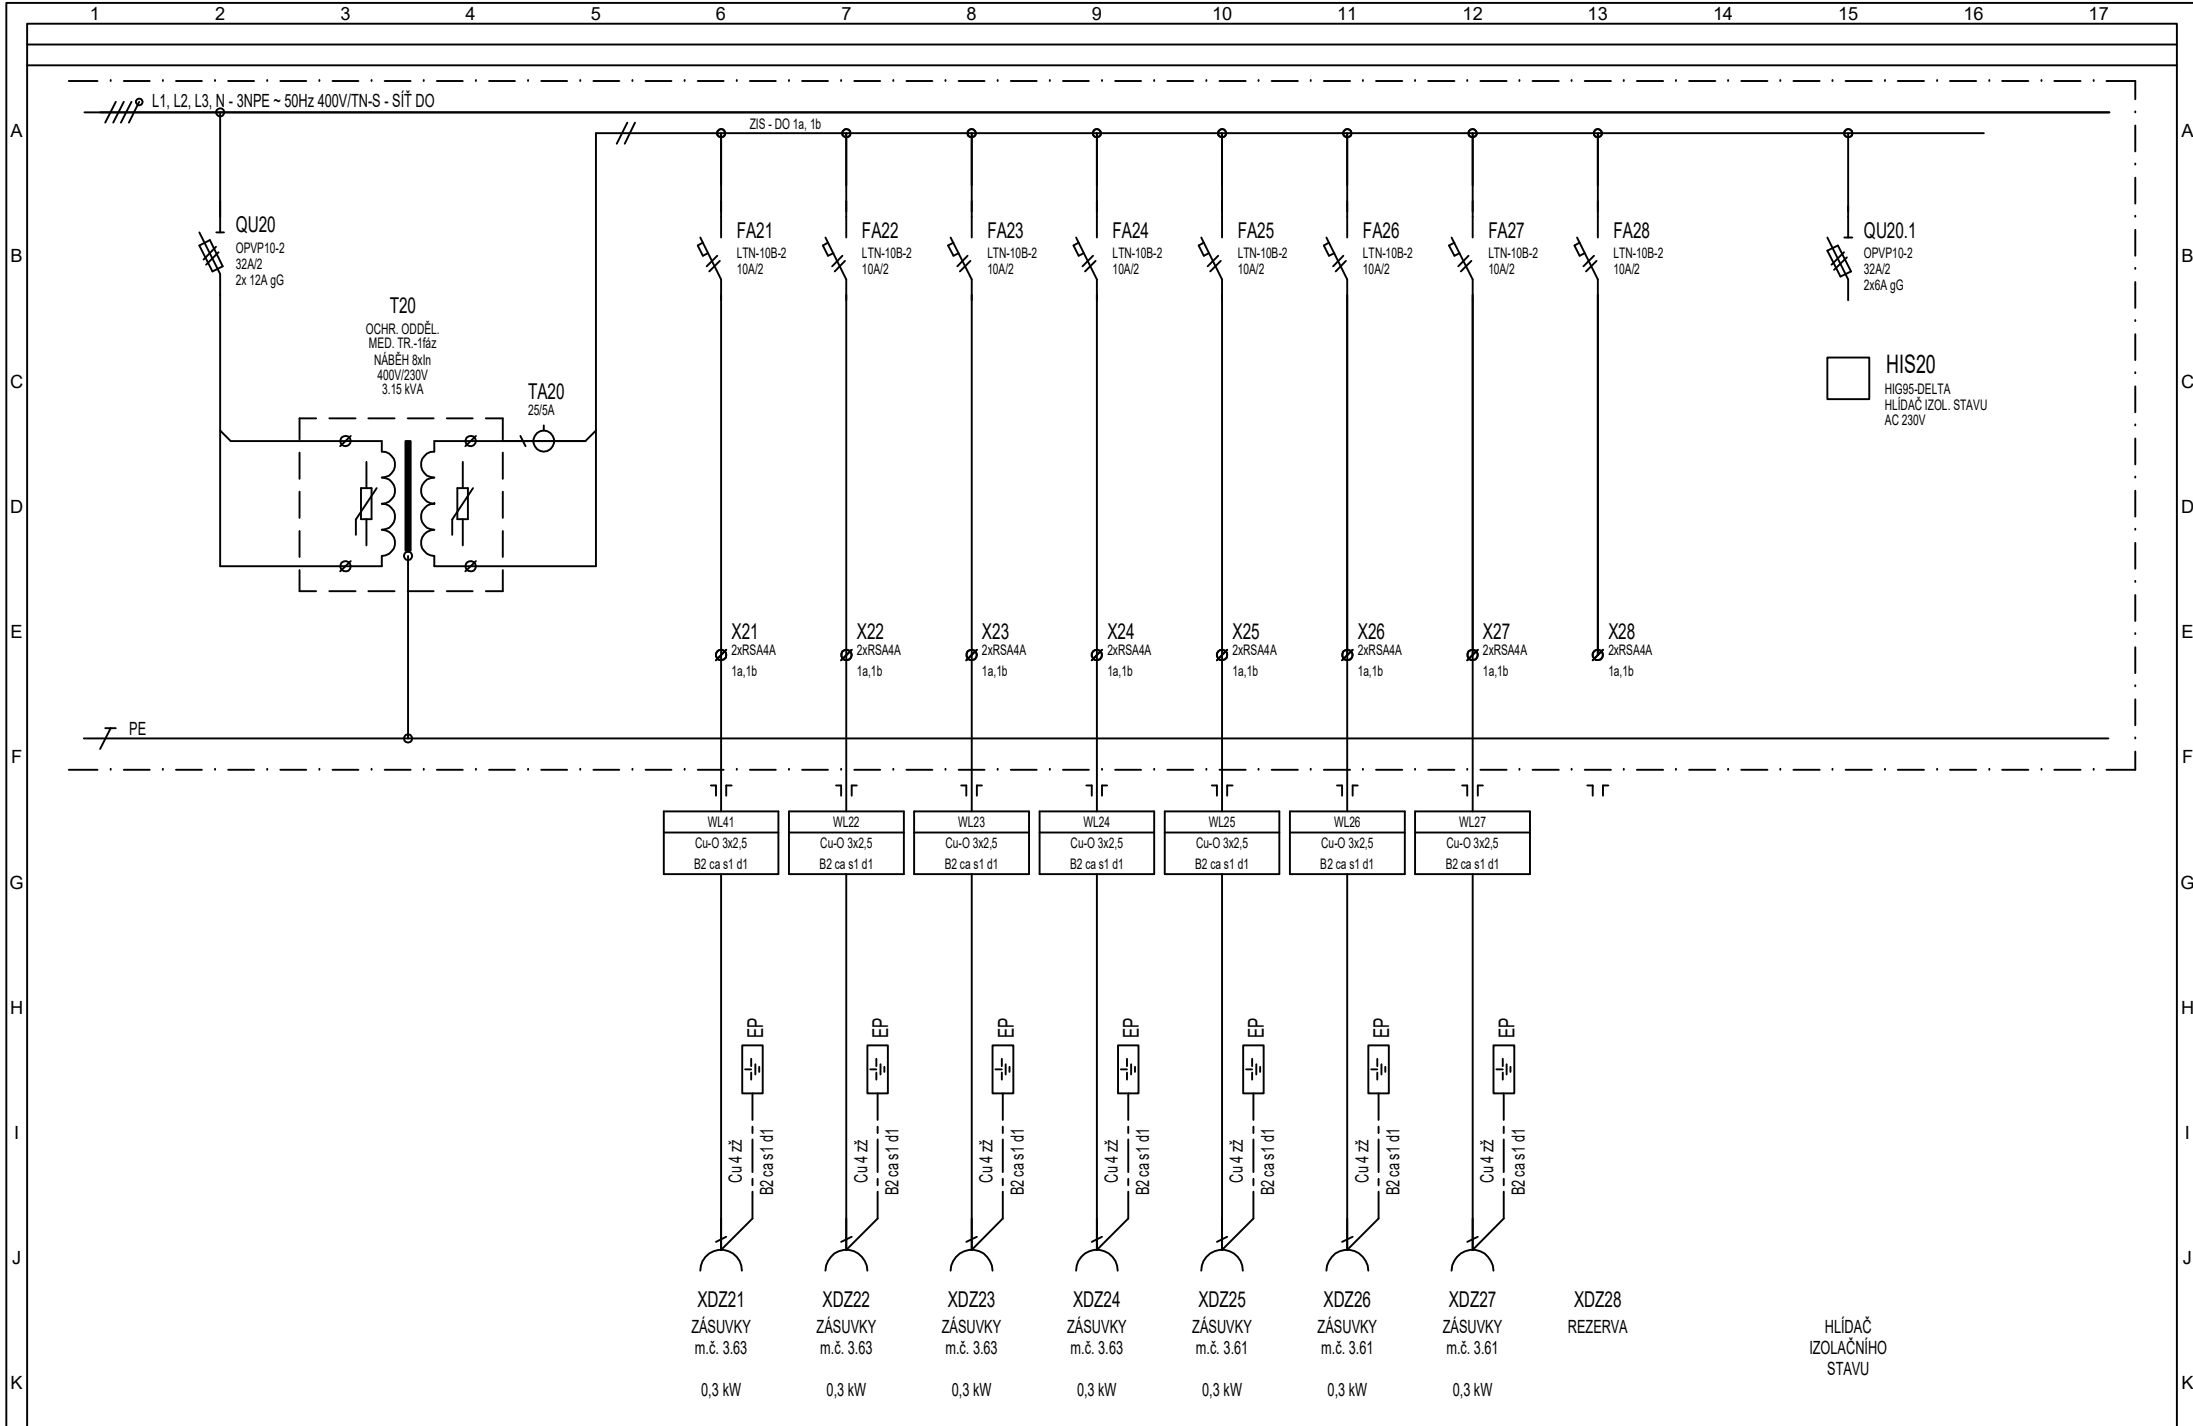 1 2 3 4 5 6 7 8 9 10 11 12 13 14 15 16 17
L1, L2, L3, N - 3NPE ~ 50Hz 400V/TN-S - SÍŤ DO
A
ZIS - DO 1a, 1b
A
B
QU20
OPVP10-2
32A/2
2x 12A gG
FA21
LTN-10B-2
10A/2
FA22
LTN-10B-2
10A/2
FA23
LTN-10B-2
10A/2
FA24
LTN-10B-2
10A/2
FA25
LTN-10B-2
10A/2
FA26
LTN-10B-2
10A/2
FA27
LTN-10B-2
10A/2
FA28
LTN-10B-2
10A/2
QU20.1
OPVP10-2
32A/2
2x6A gG
B
T20
OCHR. ODDĚL.
MED. TR.-1fáz
NÁBĚH 8xIn
400V/230V
3.15 kVA
C
TA20
25/5A
HIS20
HIG95-DELTA
HLÍDAČ IZOL. STAVU
AC 230V
C
D
D
E
X21
2xRSA4A
1a,1b
X22
2xRSA4A
1a,1b
X23
2xRSA4A
1a,1b
X24
2xRSA4A
1a,1b
X25
2xRSA4A
1a,1b
X26
2xRSA4A
1a,1b
X27
2xRSA4A
1a,1b
X28
2xRSA4A
1a,1b
E
PE
F
F
WL41
Cu-O 3x2,5
B2 ca s1 d1
WL22
Cu-O 3x2,5
B2 ca s1 d1
WL23
Cu-O 3x2,5
B2 ca s1 d1
WL24
Cu-O 3x2,5
B2 ca s1 d1
WL25
Cu-O 3x2,5
B2 ca s1 d1
WL26
Cu-O 3x2,5
B2 ca s1 d1
WL27
Cu-O 3x2,5
B2 ca s1 d1
G
G
H
H
EP
Cu 4 zž
B2 ca s1 d1
EP
Cu 4 zž
B2 ca s1 d1
EP
Cu 4 zž
B2 ca s1 d1
EP
Cu 4 zž
B2 ca s1 d1
EP
Cu 4 zž
B2 ca s1 d1
EP
Cu 4 zž
B2 ca s1 d1
EP
Cu 4 zž
B2 ca s1 d1
I
I
J
J
XDZ21
ZÁSUVKY
m.č. 3.63
0,3 kW
XDZ22
ZÁSUVKY
m.č. 3.63
0,3 kW
XDZ23
ZÁSUVKY
m.č. 3.63
0,3 kW
XDZ24
ZÁSUVKY
m.č. 3.63
0,3 kW
XDZ25
ZÁSUVKY
m.č. 3.61
0,3 kW
XDZ26
ZÁSUVKY
m.č. 3.61
0,3 kW
XDZ27
ZÁSUVKY
m.č. 3.61
0,3 kW
XDZ28
REZERVA
HLÍDAČ
IZOLAČNÍHO
STAVU
K
K